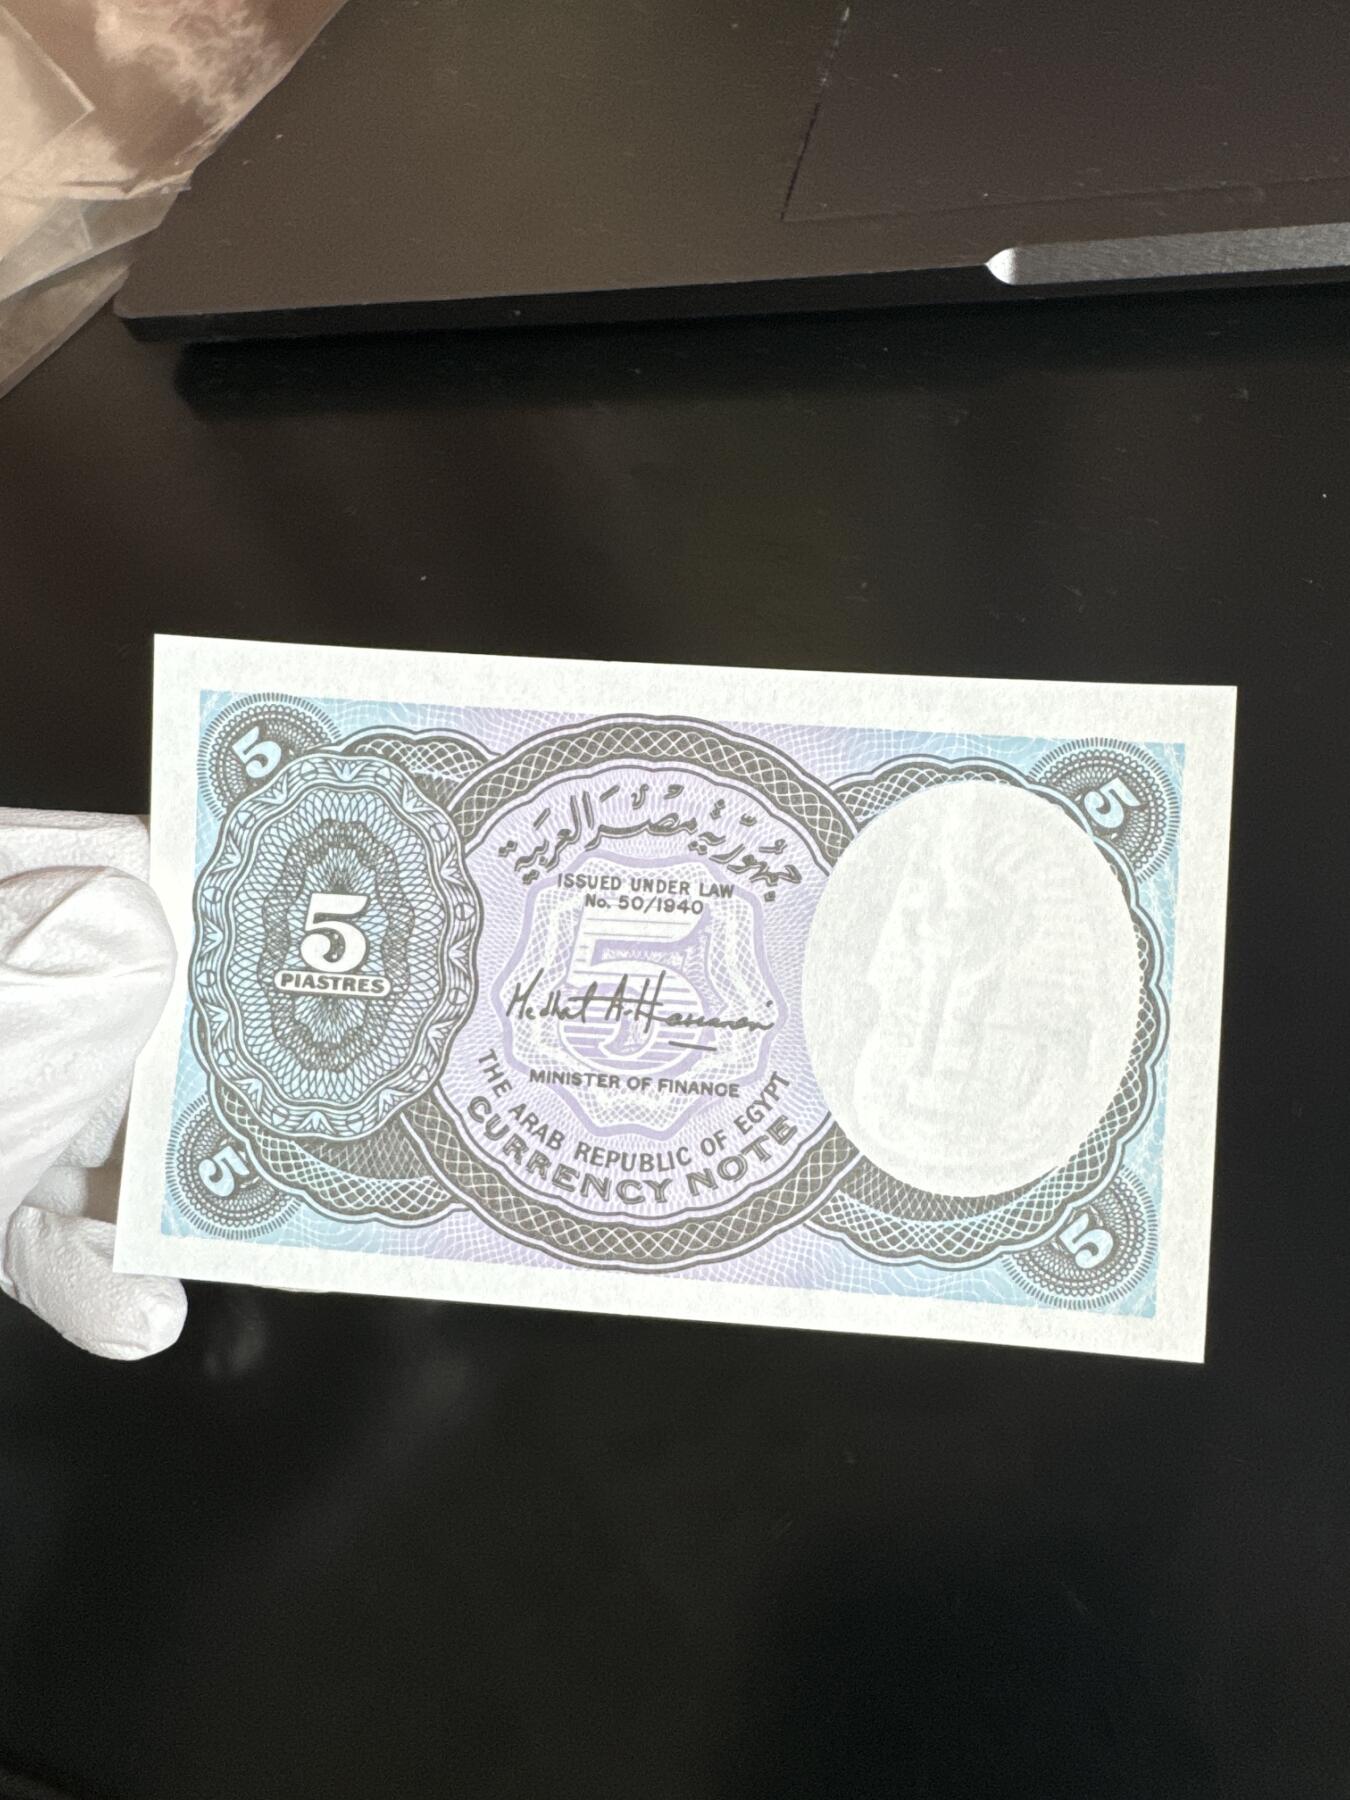 5
5
جمهورية مصر العربية
ISSUED UNDER LAW
No. 50/1940
5
5
PIASTRES
Medhat A. Hassanein
MINISTER OF FINANCE
THE ARAB REPUBLIC OF EGYPT
CURRENCY NOTE
5
5